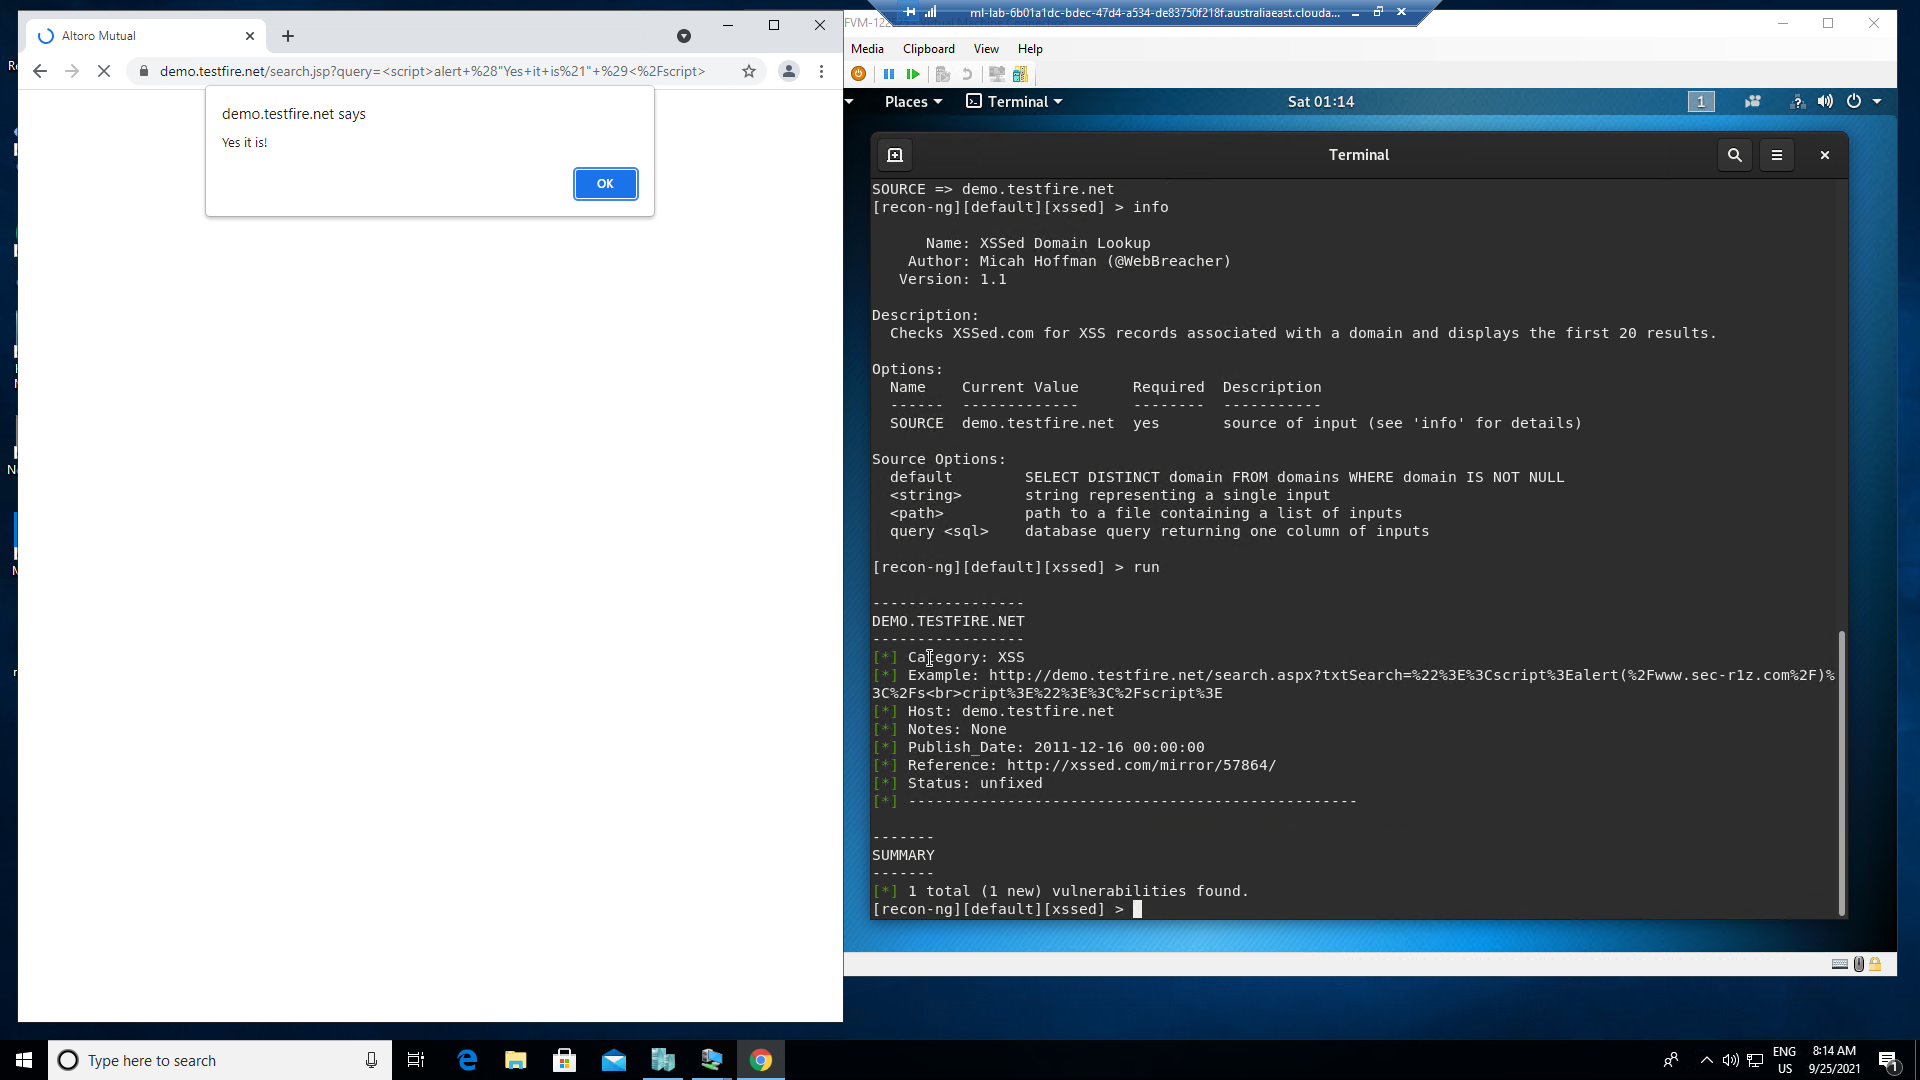 Altoro Mutual
demo.testfire.net/search.jsp?query=<script>alert+%28"Yes+it+is%21"+%29<%2Fscript>
demo.testfire.net says
Yes it is!
OK
ml-lab-6b01a1dc-bdec-47d4-a534-de83750f218f.australiaeast.clouda...
Media Clipboard View Help
Places Terminal Sat 01:14 1
Terminal
SOURCE => demo.testfire.net
[recon-ng][default][xssed] > info
Name: XSSed Domain Lookup
Author: Micah Hoffman (@WebBreacher)
Version: 1.1
Description:
Checks XSSed.com for XSS records associated with a domain and displays the first 20 results.
Options:
Name Current Value Required Description
------ ------------- -------- -----------
SOURCE demo.testfire.net yes source of input (see 'info' for details)
Source Options:
default SELECT DISTINCT domain FROM domains WHERE domain IS NOT NULL
<string> string representing a single input
<path> path to a file containing a list of inputs
query <sql> database query returning one column of inputs
[recon-ng][default][xssed] > run
-----------------
DEMO.TESTFIRE.NET
-----------------
[*] Category: XSS
[*] Example: http://demo.testfire.net/search.aspx?txtSearch=%22%3E%3Cscript%3Ealert(%2Fwww.sec-r1z.com%2F)%
3C%2Fs<br>cript%3E%22%3E%3C%2Fscript%3E
[*] Host: demo.testfire.net
[*] Notes: None
[*] Publish_Date: 2011-12-16 00:00:00
[*] Reference: http://xssed.com/mirror/57864/
[*] Status: unfixed
[*] --------------------------------------------------
-------
SUMMARY
-------
[*] 1 total (1 new) vulnerabilities found.
[recon-ng][default][xssed] >
Type here to search
ENG
US
8:14 AM
9/25/2021
1